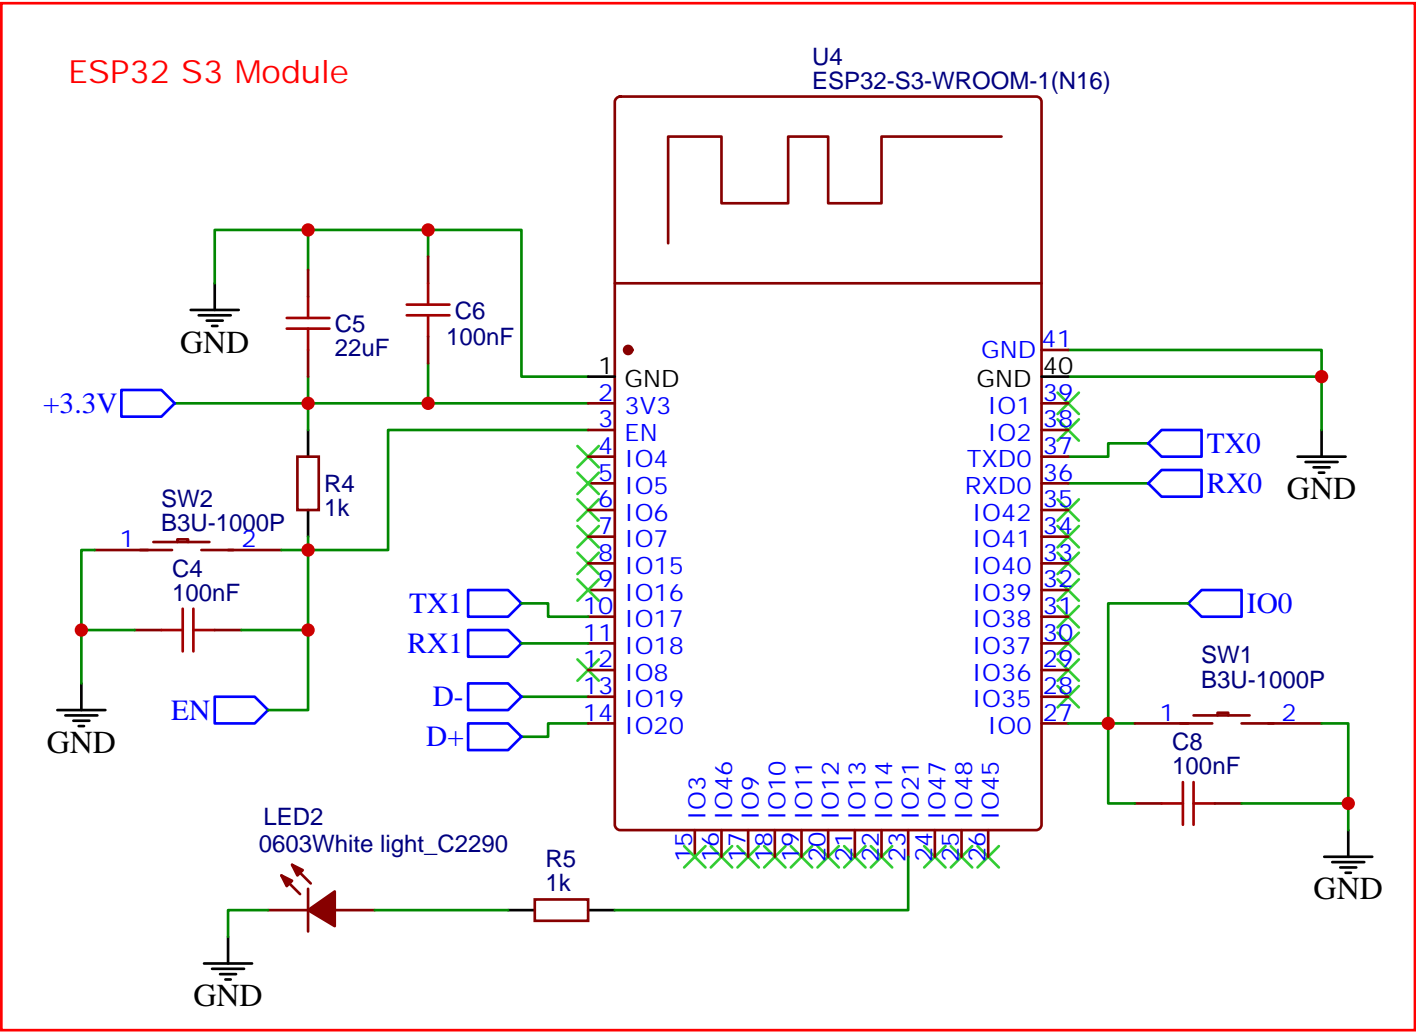 ESP32 S3 Module
U4
ESP32-S3-WROOM-1(N16)
GND
C5
22uF
C6
100nF
+3.3V
R4
1k
SW2
B3U-1000P
1
2
C4
100nF
EN
GND
TX1
RX1
D-
D+
1
GND
2
3V3
3
EN
4
IO4
5
IO5
6
IO6
7
IO7
8
IO15
9
IO16
10
IO17
11
IO18
12
IO8
13
IO19
14
IO20
GND
41
GND
40
IO1
39
IO2
38
TXD0
37
RXD0
36
IO42
35
IO41
34
IO40
33
IO39
32
IO38
31
IO37
30
IO36
29
IO35
28
IO0
27
TX0
RX0
GND
IO0
SW1
B3U-1000P
1
2
C8
100nF
GND
IO3
IO46
IO9
IO10
IO11
IO12
IO13
IO14
IO21
IO47
IO48
IO45
15
16
17
18
19
20
21
22
23
24
25
26
LED2
0603White light_C2290
R5
1k
GND